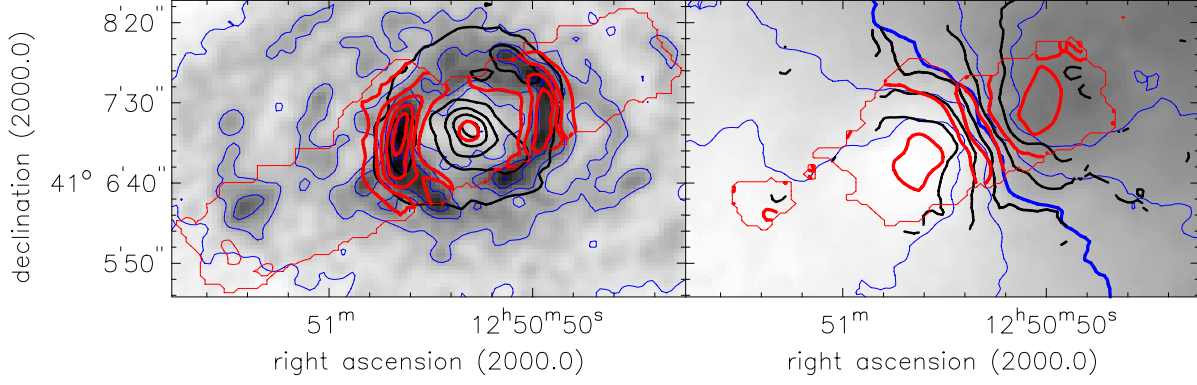 declination (2000.0)
8'20"
7'30"
41° 6'40"
5'50"
51ᵐ 12ʰ50ᵐ50ˢ
right ascension (2000.0)
51ᵐ 12ʰ50ᵐ50ˢ
right ascension (2000.0)